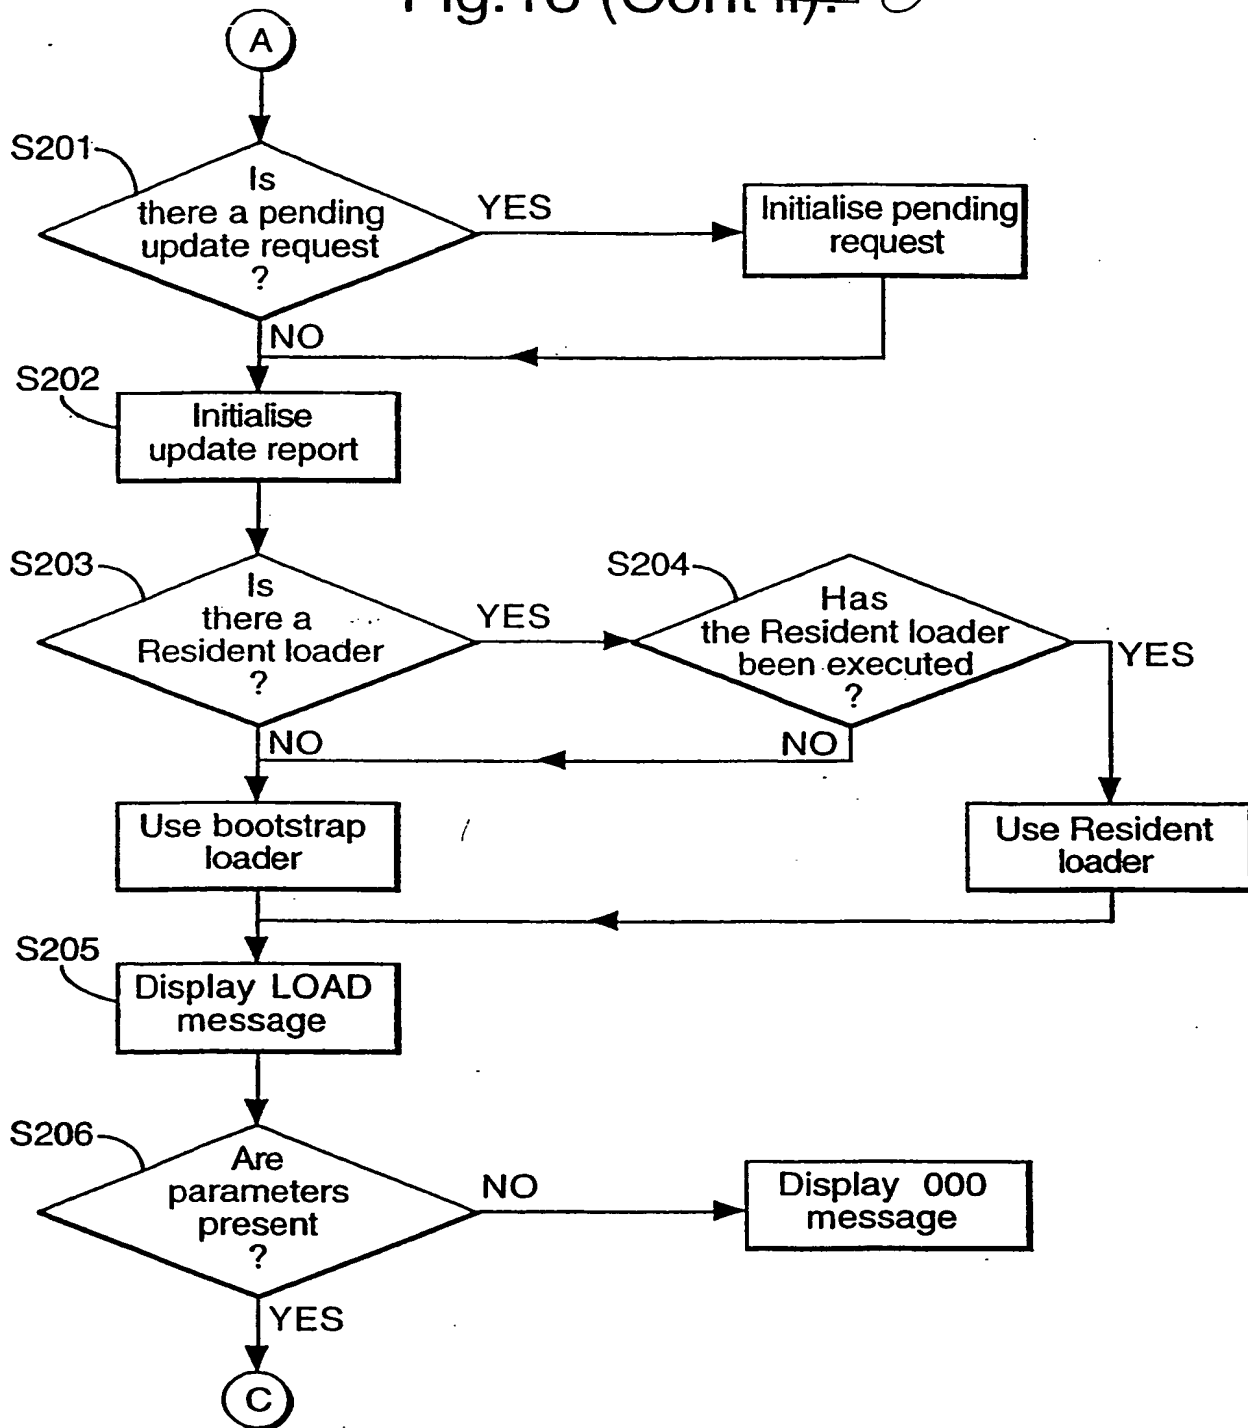 A
S201
Is
there a pending
update request
?
YES
Initialise pending
request
NO
S202
Initialise
update report
S203
Is
there a
Resident loader
?
YES
S204
Has
the Resident loader
been executed
?
YES
NO
NO
Use bootstrap
loader
Use Resident
loader
S205
Display LOAD
message
S206
Are
parameters
present
?
NO
Display 000
message
YES
C